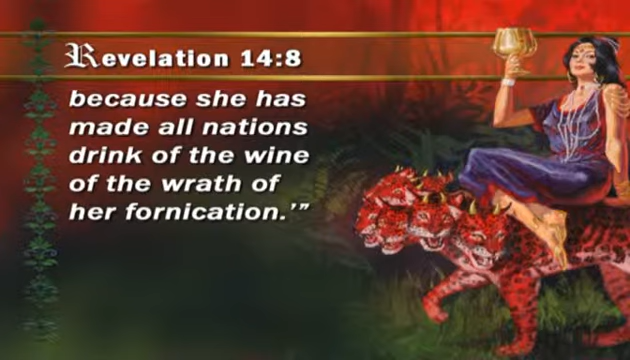 Revelation 14:8
because she has
made all nations
drink of the wine
of the wrath of
her fornication.’”